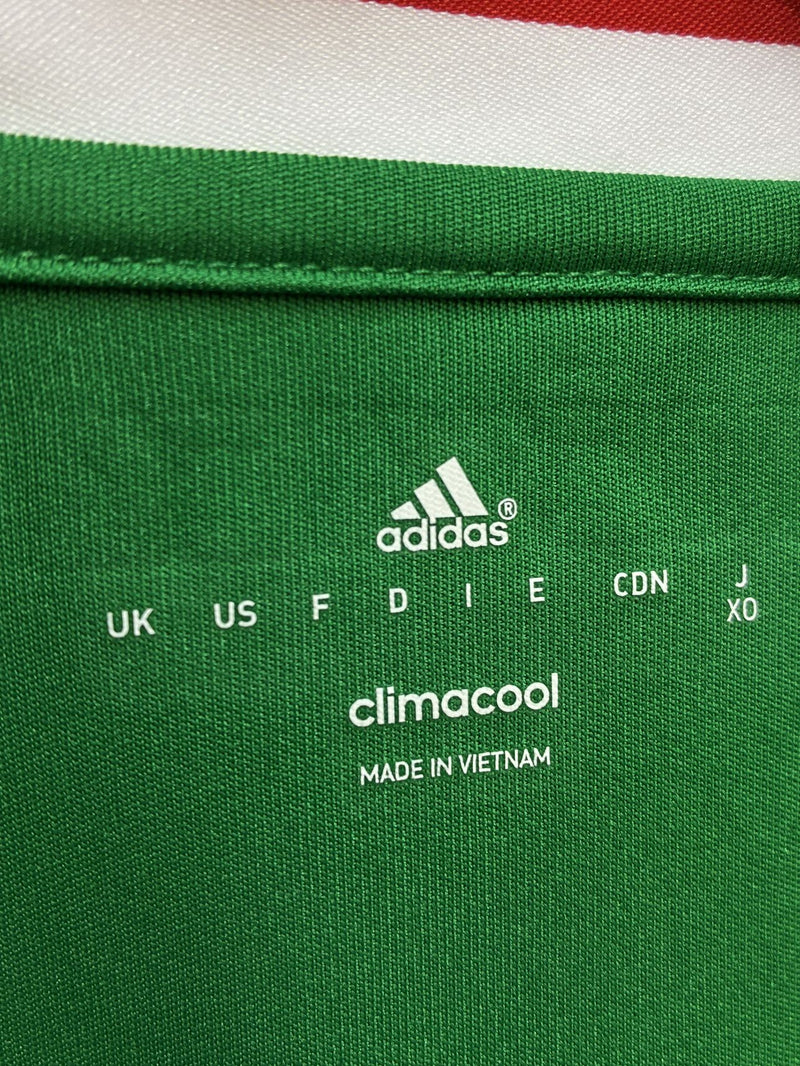 adidas®
UK US F D I E CDN J
XO
climacool
MADE IN VIETNAM